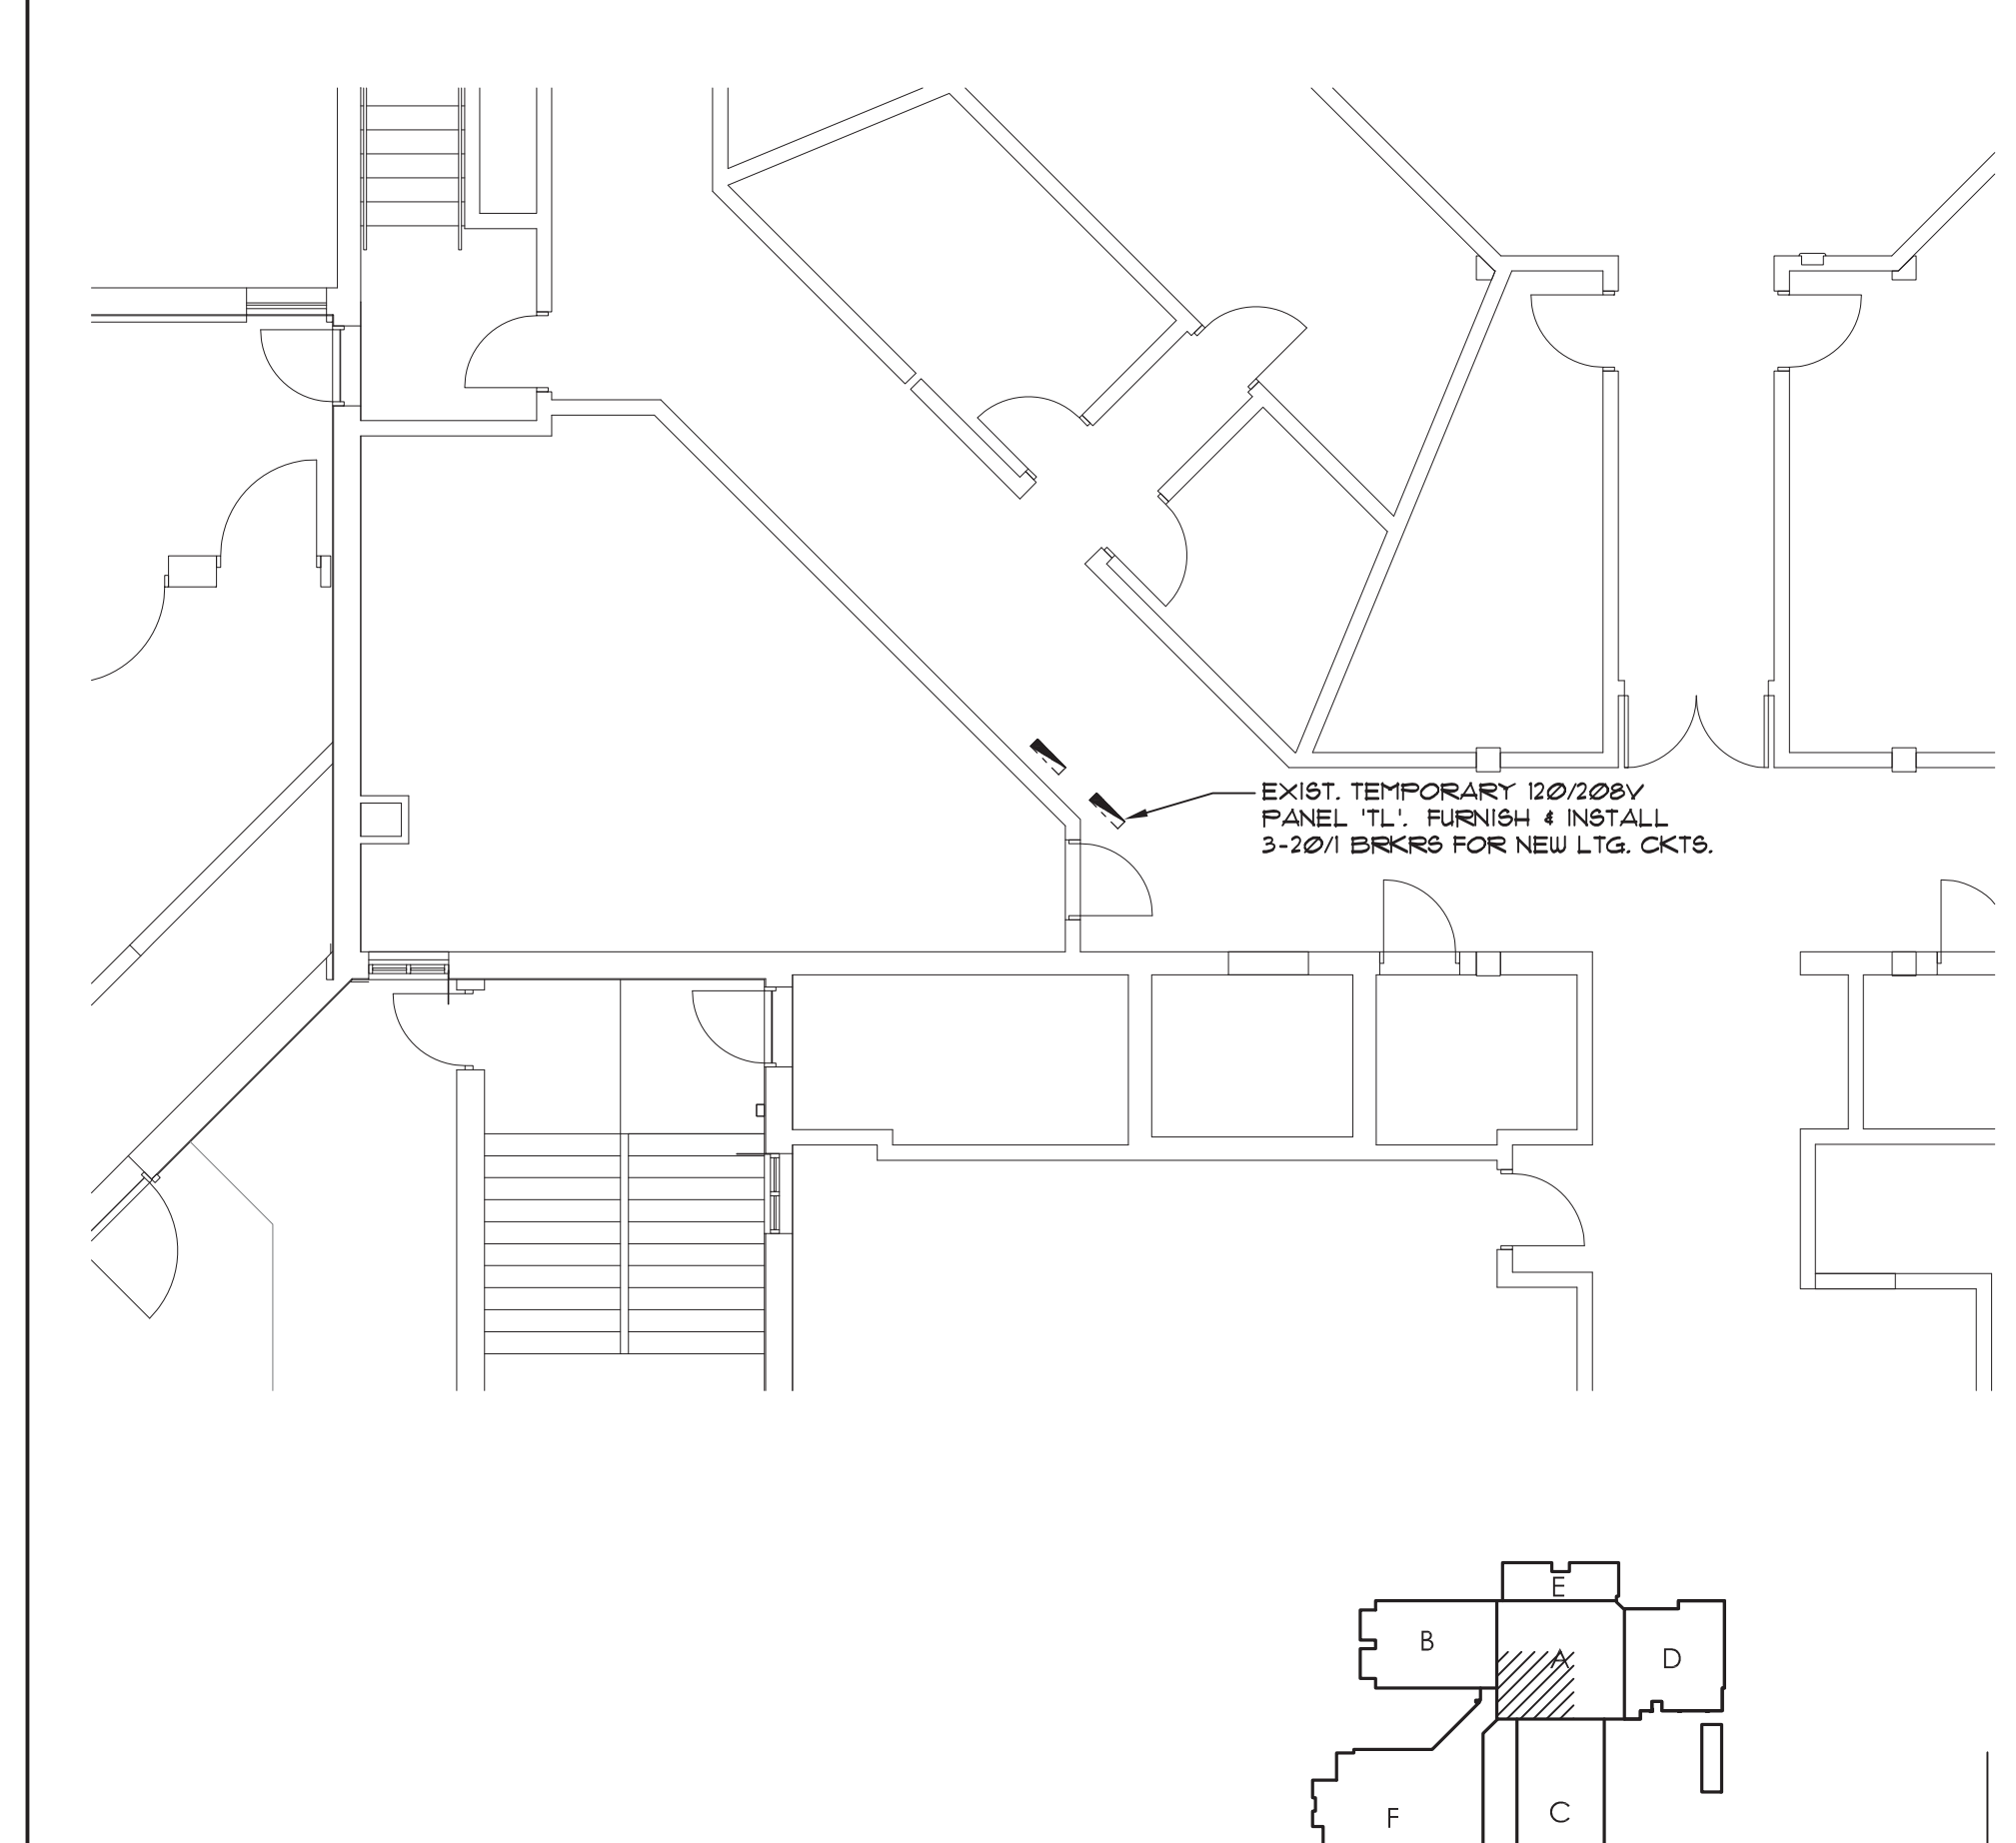 EXIST. TEMPORARY 120/208V
PANEL 'TL'. FURNISH & INSTALL
3-20/1 BRKRS FOR NEW LTG. CKTS.
E
B
A
D
F
C